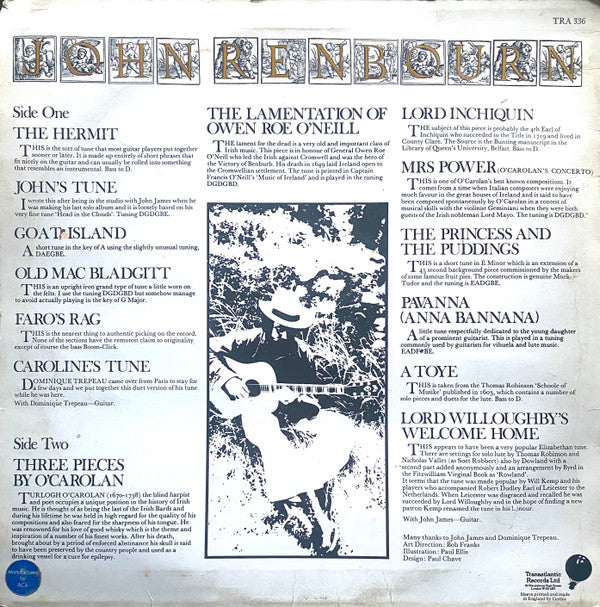 TRA 336
JOHN RENBOURN
Side One
THE HERMIT
THIS is the sort of tune that most guitar players put together
sooner or later. It is made up entirely of short phrases that
fit nicely on the guitar and can usually be rolled into something
that resembles an instrumental. Bass to D.
JOHN'S TUNE
I wrote this after being in the studio with John James when he
was making his last solo album and it is loosely based on his
very fine tune 'Head in the Clouds'. Tuning DGDGBE.
GOAT ISLAND
A short tune in the key of A using the slightly unusual tuning,
DAEGBE.
OLD MAC BLADGITT
THIS is an upright iron grand type of tune a little worn on
the felts. I use the tuning DGDGBD but somehow manage
to avoid actually playing in the key of G Major.
FARO'S RAG
THIS is the nearest thing to authentic picking on the record.
None of the sections have the remotest claim to originality
except of course the bass Boom-Click.
CAROLINE'S TUNE
DOMINIQUE TREPEAU came over from Paris to stay for
a few days and we put together this duet version of his tune
while he was here.
With Dominique Trepeau—Guitar.
Side Two
THREE PIECES
BY O'CAROLAN
TURLOGH O'CAROLAN (1670-1738) the blind harpist
and poet occupies a unique position in the history of Irish
music. He is thought of as being the last of the Irish Bards and
during his lifetime was held in high regard for the quality of his
compositions and also feared for the sharpness of his tongue. He
was renowned for his love of good whisky which is the theme and
inspiration of a number of his finest works. After his death,
brought about by a period of enforced abstinance his skull is said
to have been preserved by the country people and used as a
drinking vessel for a cure for epilepsy.
THE LAMENTATION OF
OWEN ROE O'NEILL
THE lament for the dead is a very old and important class of
Irish music. This piece is in honour of General Owen Roe
O'Neill who led the Irish against Cromwell and was the hero of
the Victory of Benburb. His death in 1649 laid Ireland open to
the Cromwellian settlement. The tune is printed in Captain
Francis O'Neill's 'Music of Ireland' and is played in the tuning
DGDGBD.
LORD INCHIQUIN
THE subject of this piece is probably the 4th Earl of
Inchiquin who succeeded to the Title in 1719 and lived in
County Clare. The Source is the Bunting manuscript in the
Library of Queen's University, Belfast. Bass to D.
MRS POWER (O'CAROLAN'S CONCERTO)
THIS is one of O'Carolan's best known compositions. It
comes from a time when Italian composers were enjoying
much favour in the great houses of Ireland and is said to have
been composed spontaneously by O'Carolan in a contest of
musical skills with the violinist Geminiani when they were both
guests of the Irish nobleman Lord Mayo. The tuning is DGDGBD.
THE PRINCESS AND
THE PUDDINGS
THIS is a short tune in E Minor which is an extension of a
45 second background piece commissioned by the makers
of some famous fruit pies. The construction is genuine Mock-
Tudor and the tuning is EADGBE.
PAVANNA
(ANNA BANNANA)
A little tune respectfully dedicated to the young daughter
of a prominent guitarist. This is played in a tuning
commonly used by guitarists for vihuela and lute music.
EADF#BE.
A TOYE
THIS is taken from the Thomas Robinson 'Schoole of
Musike' published in 1603, which contains a number of
solo pieces and duets for the lute. Bass to D.
LORD WILLOUGHBY'S
WELCOME HOME
THIS appears to have been a very popular Elizabethan tune.
There are settings for solo lute by Thomas Robinson and
Nicholas Vallet (as Soet Robbert) also by Dowland with a
second part added anonymously and an arrangement by Byrd in
the Fitzwilliam Virginal Book as 'Rowland'.
It seems that the tune was made popular by Will Kemp and his
players who accompanied Robert Dudley Earl of Leicester to the
Netherlands. When Leicester was disgraced and recalled he was
succeeded by Lord Willoughby and in the hope of finding a new
patron Kemp renamed the tune in his honour.
With John James—Guitar.
Many thanks to John James and Dominique Trepeau.
Art Direction: Bob Franks
Illustration: Paul Ellis
Design: Paul Chave
manufactured
by
RCA
Transatlantic
Records Ltd
Sleeve printed and made
in England by Gothic